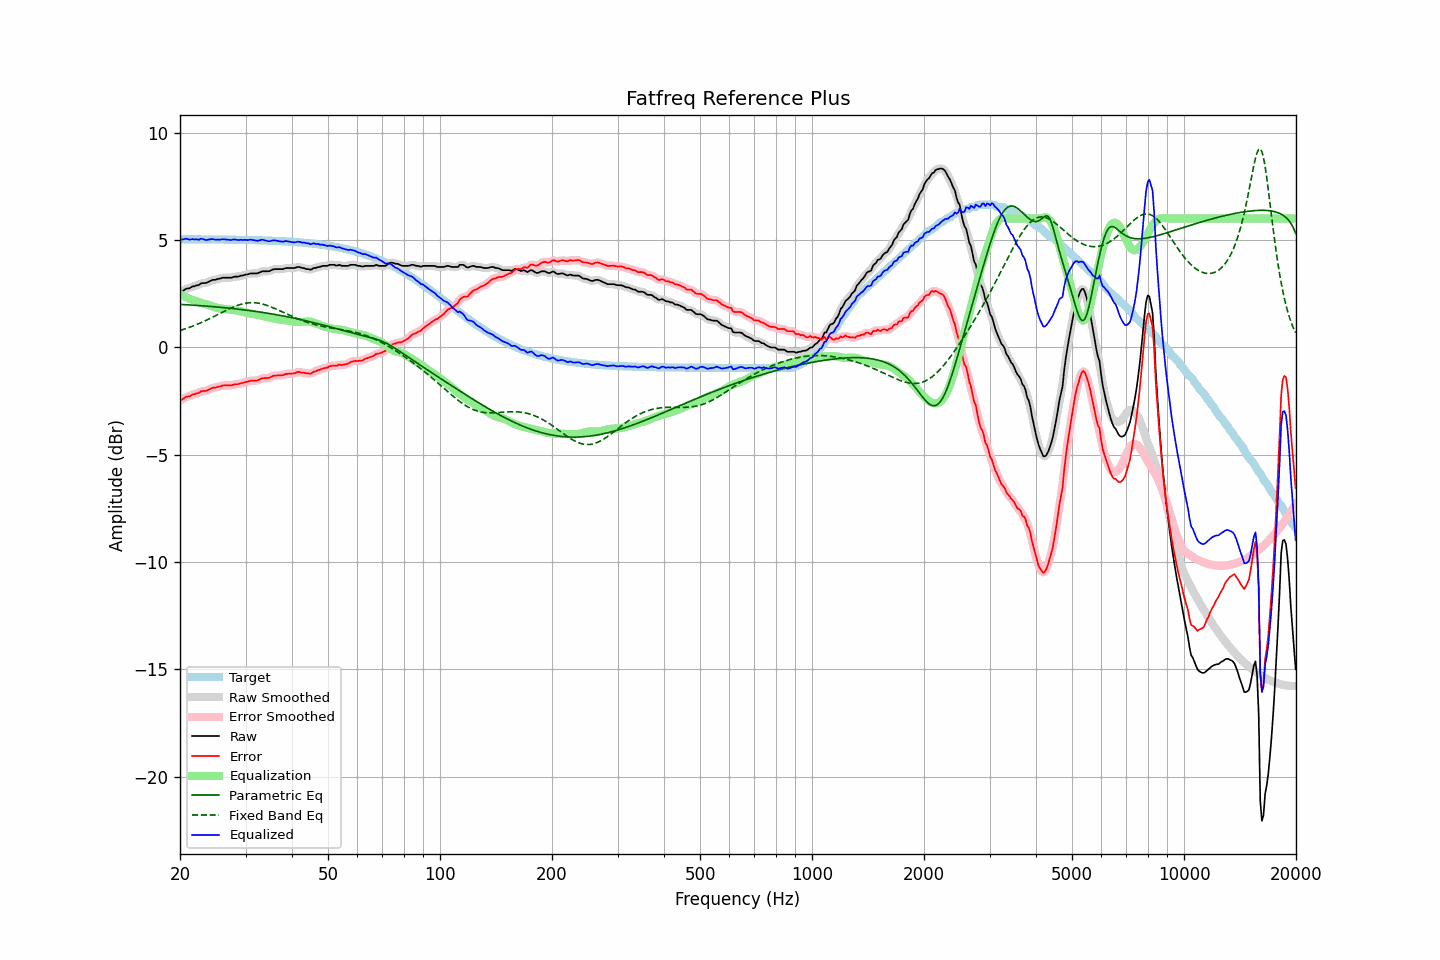 Fatfreq Reference Plus
Amplitude (dBr)
10
5
0
−5
−10
−15
−20
Target
Raw Smoothed
Error Smoothed
Raw
Error
Equalization
Parametric Eq
Fixed Band Eq
Equalized
20 50 100 200 500 1000 2000 5000 10000 20000
Frequency (Hz)